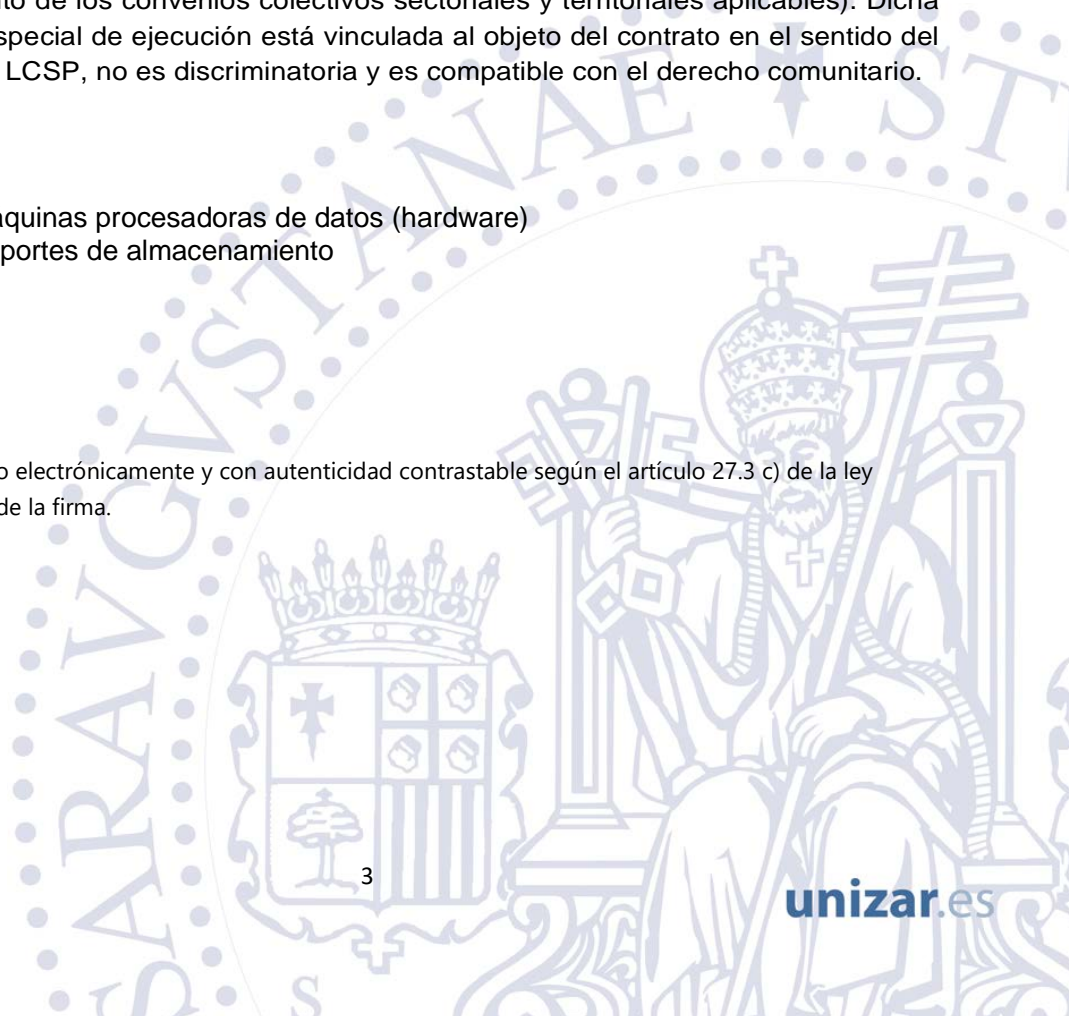 to de los convenios colectivos sectoriales y territoriales aplicables). Dicha
special de ejecución está vinculada al objeto del contrato en el sentido del
LCSP, no es discriminatoria y es compatible con el derecho comunitario.
quinas procesadoras de datos (hardware)
portes de almacenamiento
o electrónicamente y con autenticidad contrastable según el artículo 27.3 c) de la ley
de la firma.
3
unizar.es
SARAVGVSTANAE ST
S